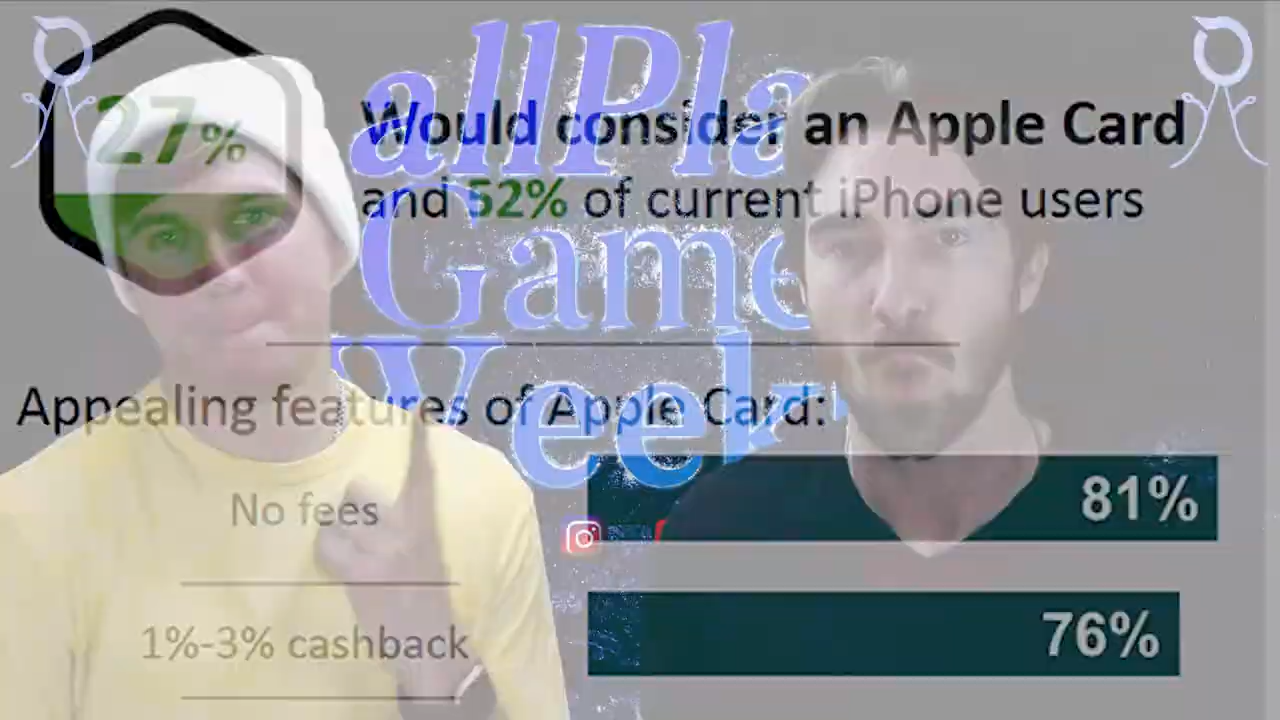 27%
Would consider an Apple Card
and 52% of current iPhone users
allPla
Game
Week
Appealing features of Apple Card:
No fees
81%
1%-3% cashback
76%